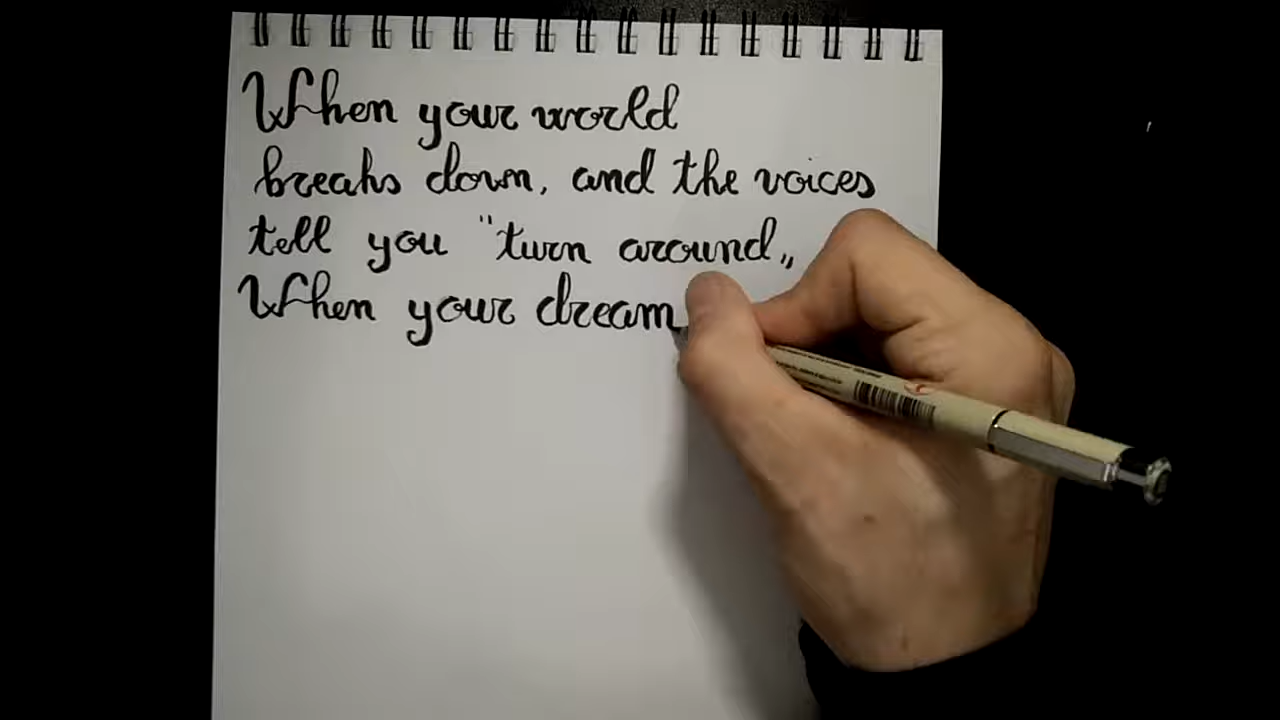 When your world
breaks down, and the voices
tell you "turn around„
When your dream